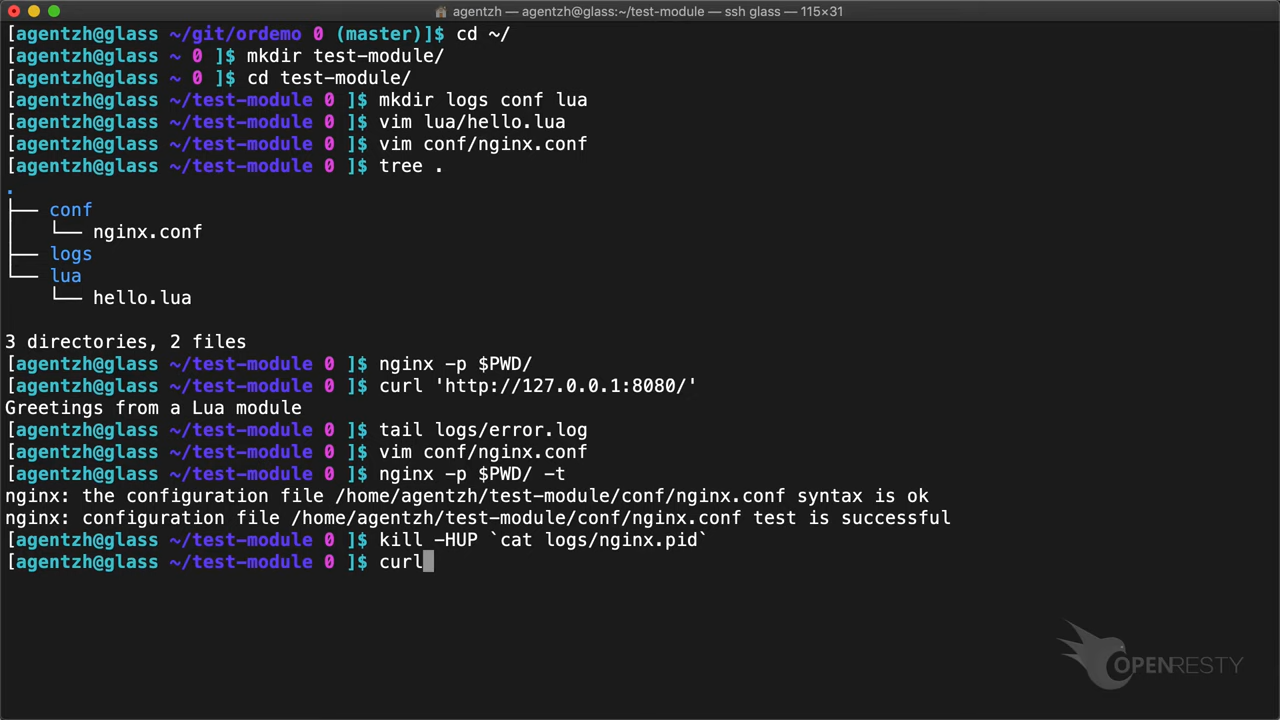 agentzh — agentzh@glass:~/test-module — ssh glass — 115×31
[agentzh@glass ~/git/ordemo 0 (master)]$ cd ~/
[agentzh@glass ~ 0 ]$ mkdir test-module/
[agentzh@glass ~ 0 ]$ cd test-module/
[agentzh@glass ~/test-module 0 ]$ mkdir logs conf lua
[agentzh@glass ~/test-module 0 ]$ vim lua/hello.lua
[agentzh@glass ~/test-module 0 ]$ vim conf/nginx.conf
[agentzh@glass ~/test-module 0 ]$ tree .
.
├── conf
│   └── nginx.conf
├── logs
└── lua
    └── hello.lua
3 directories, 2 files
[agentzh@glass ~/test-module 0 ]$ nginx -p $PWD/
[agentzh@glass ~/test-module 0 ]$ curl 'http://127.0.0.1:8080/'
Greetings from a Lua module
[agentzh@glass ~/test-module 0 ]$ tail logs/error.log
[agentzh@glass ~/test-module 0 ]$ vim conf/nginx.conf
[agentzh@glass ~/test-module 0 ]$ nginx -p $PWD/ -t
nginx: the configuration file /home/agentzh/test-module/conf/nginx.conf syntax is ok
nginx: configuration file /home/agentzh/test-module/conf/nginx.conf test is successful
[agentzh@glass ~/test-module 0 ]$ kill -HUP `cat logs/nginx.pid`
[agentzh@glass ~/test-module 0 ]$ curl
OPENRESTY